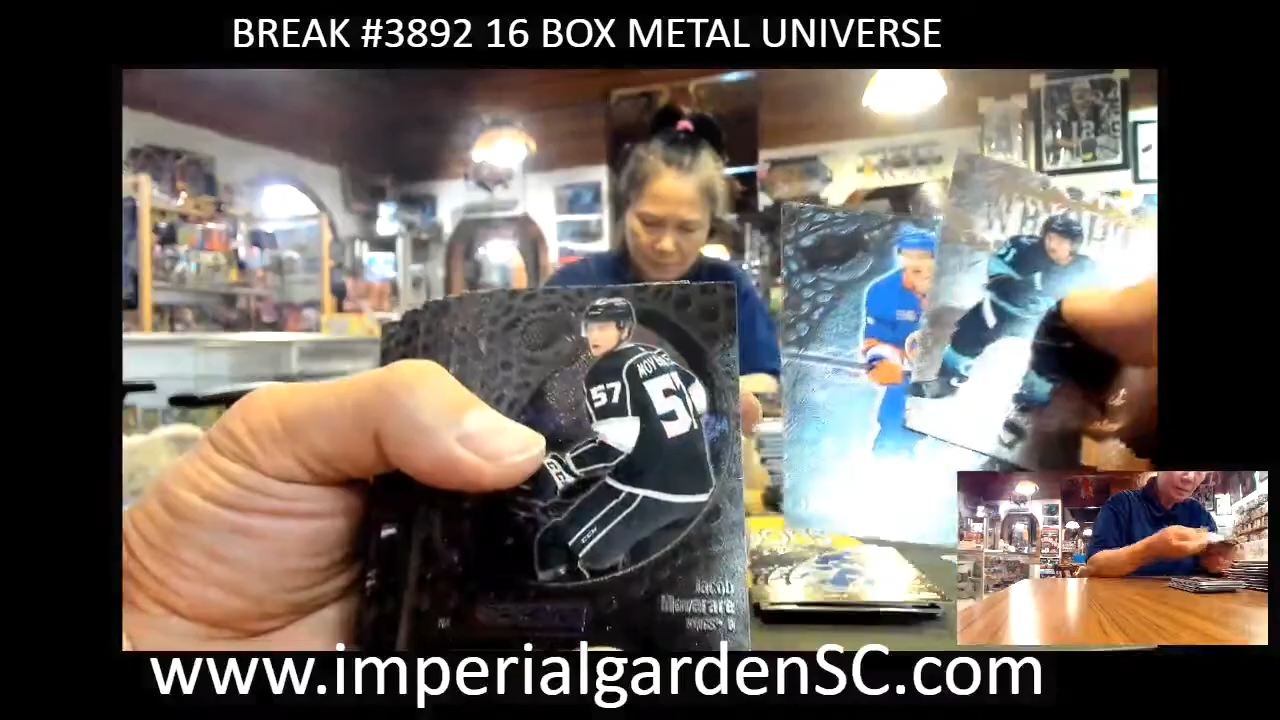 BREAK #3892 16 BOX METAL UNIVERSE
57
57
Jacob
Moverare
www.imperialgardenSC.com